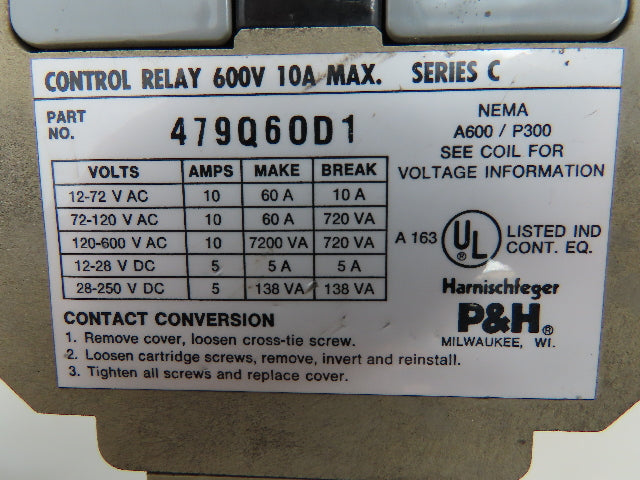 CONTROL RELAY 600V 10A MAX. SERIES C
PART NO. 479Q60D1
NEMA
A600 / P300
SEE COIL FOR
VOLTAGE INFORMATION
VOLTS AMPS MAKE BREAK
12-72 V AC 10 60 A 10 A
72-120 V AC 10 60 A 720 VA
120-600 V AC 10 7200 VA 720 VA
12-28 V DC 5 5 A 5 A
28-250 V DC 5 138 VA 138 VA
A 163 UL ® LISTED IND
CONT. EQ.
Harnischfeger
P&H®
MILWAUKEE, WI.
CONTACT CONVERSION
1. Remove cover, loosen cross-tie screw.
2. Loosen cartridge screws, remove, invert and reinstall.
3. Tighten all screws and replace cover.